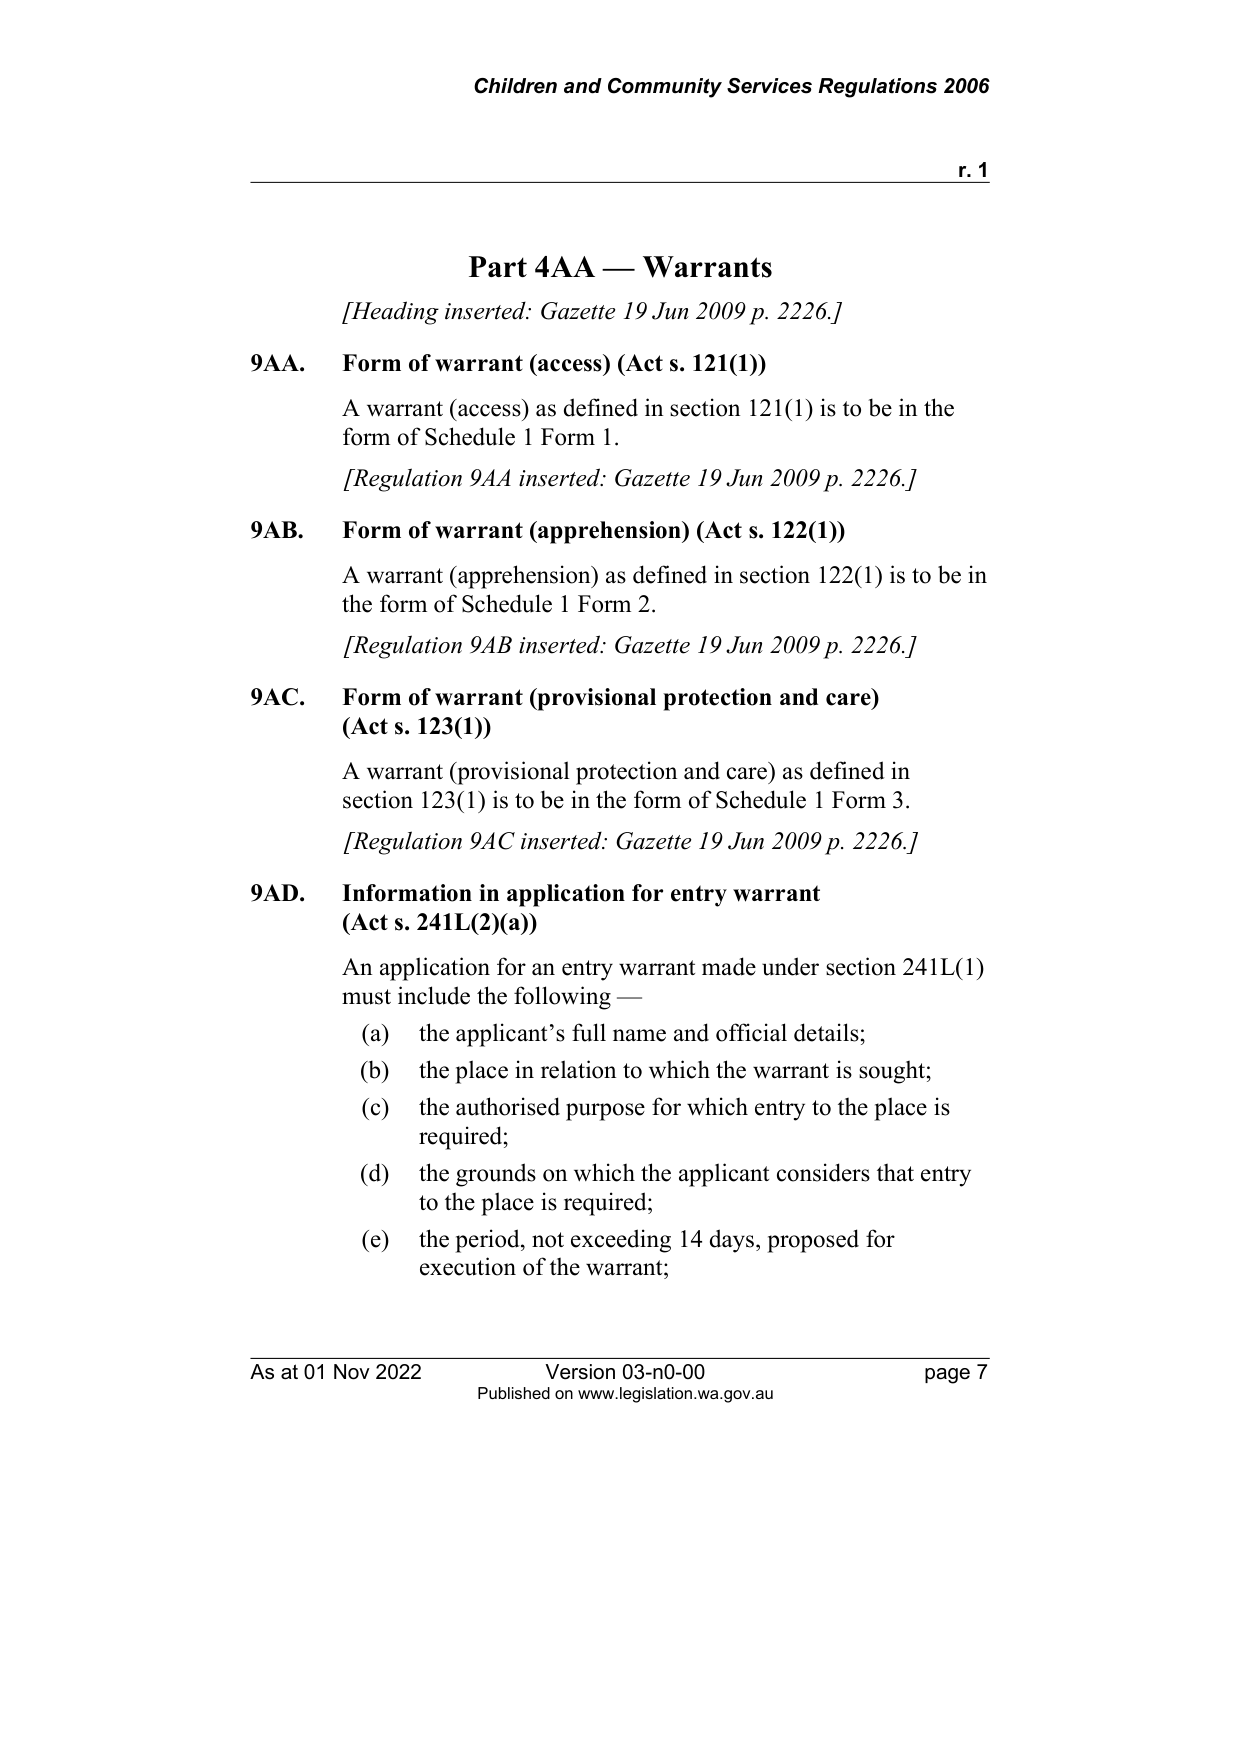 Children and Community Services Regulations 2006
r. 1
Part 4AA — Warrants
[Heading inserted: Gazette 19 Jun 2009 p. 2226.]
9AA. Form of warrant (access) (Act s. 121(1))
A warrant (access) as defined in section 121(1) is to be in the
form of Schedule 1 Form 1.
[Regulation 9AA inserted: Gazette 19 Jun 2009 p. 2226.]
9AB. Form of warrant (apprehension) (Act s. 122(1))
A warrant (apprehension) as defined in section 122(1) is to be in
the form of Schedule 1 Form 2.
[Regulation 9AB inserted: Gazette 19 Jun 2009 p. 2226.]
9AC. Form of warrant (provisional protection and care)
(Act s. 123(1))
A warrant (provisional protection and care) as defined in
section 123(1) is to be in the form of Schedule 1 Form 3.
[Regulation 9AC inserted: Gazette 19 Jun 2009 p. 2226.]
9AD. Information in application for entry warrant
(Act s. 241L(2)(a))
An application for an entry warrant made under section 241L(1)
must include the following —
(a) the applicant’s full name and official details;
(b) the place in relation to which the warrant is sought;
(c) the authorised purpose for which entry to the place is
required;
(d) the grounds on which the applicant considers that entry
to the place is required;
(e) the period, not exceeding 14 days, proposed for
execution of the warrant;
As at 01 Nov 2022 Version 03-n0-00 page 7
Published on www.legislation.wa.gov.au